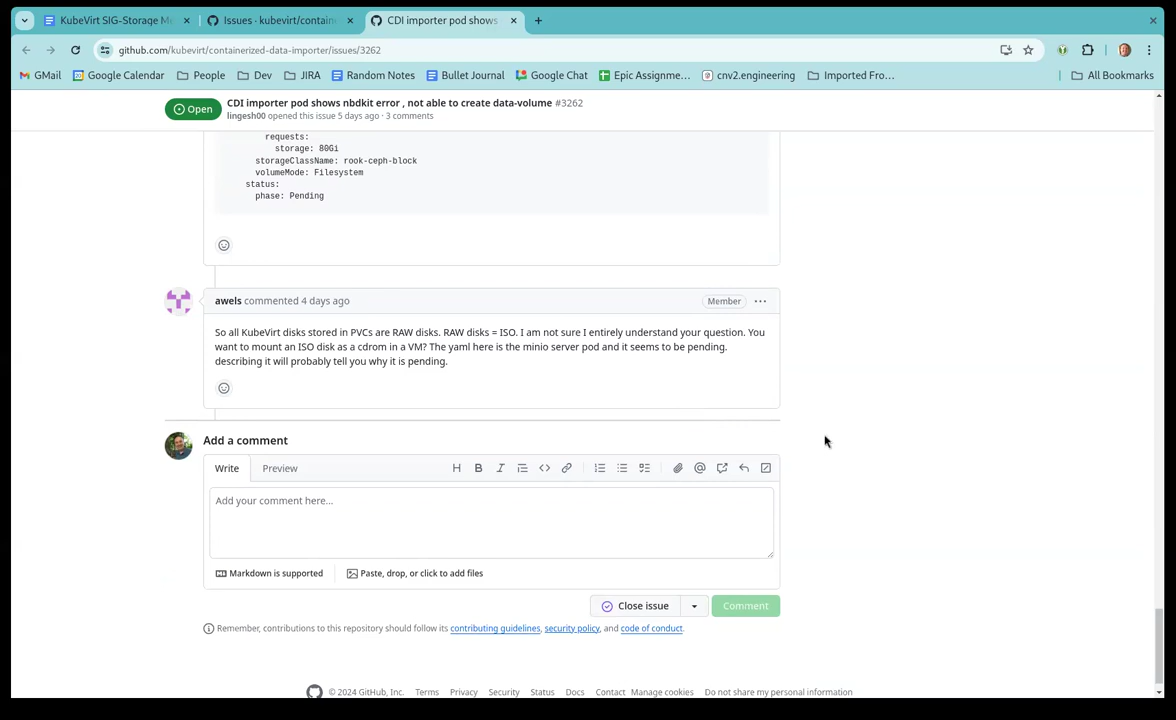 KubeVirt SIG-Storage M
Issues · kubevirt/contain
CDI importer pod shows
github.com/kubevirt/containerized-data-importer/issues/3262
GMail
Google Calendar
People
Dev
JIRA
Random Notes
Bullet Journal
Google Chat
Epic Assignme...
cnv2.engineering
Imported Fro...
All Bookmarks
Open
CDI importer pod shows nbdkit error , not able to create data-volume #3262
lingesh00 opened this issue 5 days ago · 3 comments
requests:
storage: 80Gi
storageClassName: rook-ceph-block
volumeMode: Filesystem
status:
phase: Pending
awels commented 4 days ago
Member
So all KubeVirt disks stored in PVCs are RAW disks. RAW disks = ISO. I am not sure I entirely understand your question. You
want to mount an ISO disk as a cdrom in a VM? The yaml here is the minio server pod and it seems to be pending.
describing it will probably tell you why it is pending.
Add a comment
Write
Preview
Add your comment here...
Markdown is supported
Paste, drop, or click to add files
Close issue
Comment
Remember, contributions to this repository should follow its contributing guidelines, security policy, and code of conduct.
© 2024 GitHub, Inc. Terms Privacy Security Status Docs Contact Manage cookies Do not share my personal information